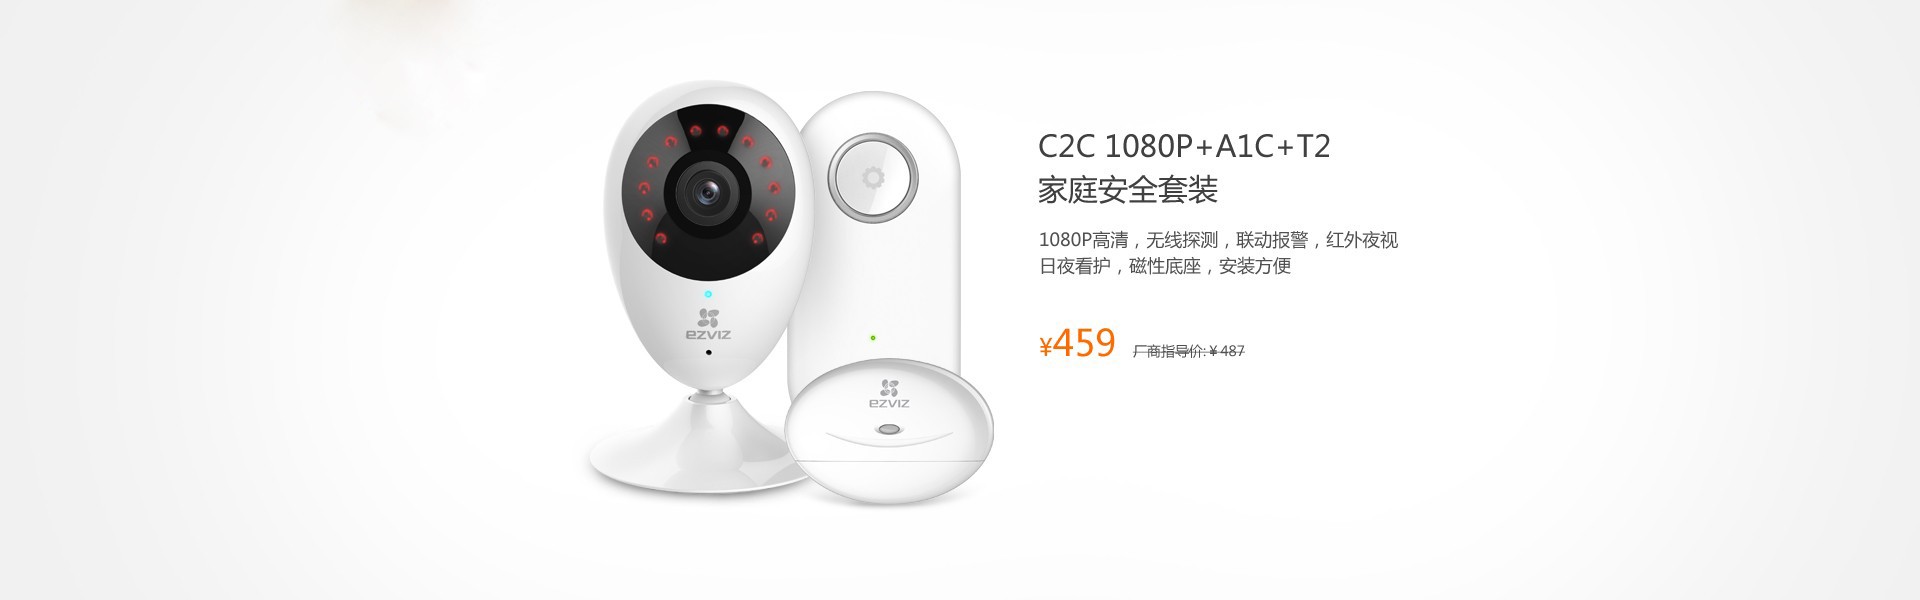 C2C 1080P+A1C+T2
家庭安全套装
1080P高清，无线探测，联动报警，红外夜视
日夜看护，磁性底座，安装方便
¥459 厂商指导价: ¥ 487
ezviz
ezviz